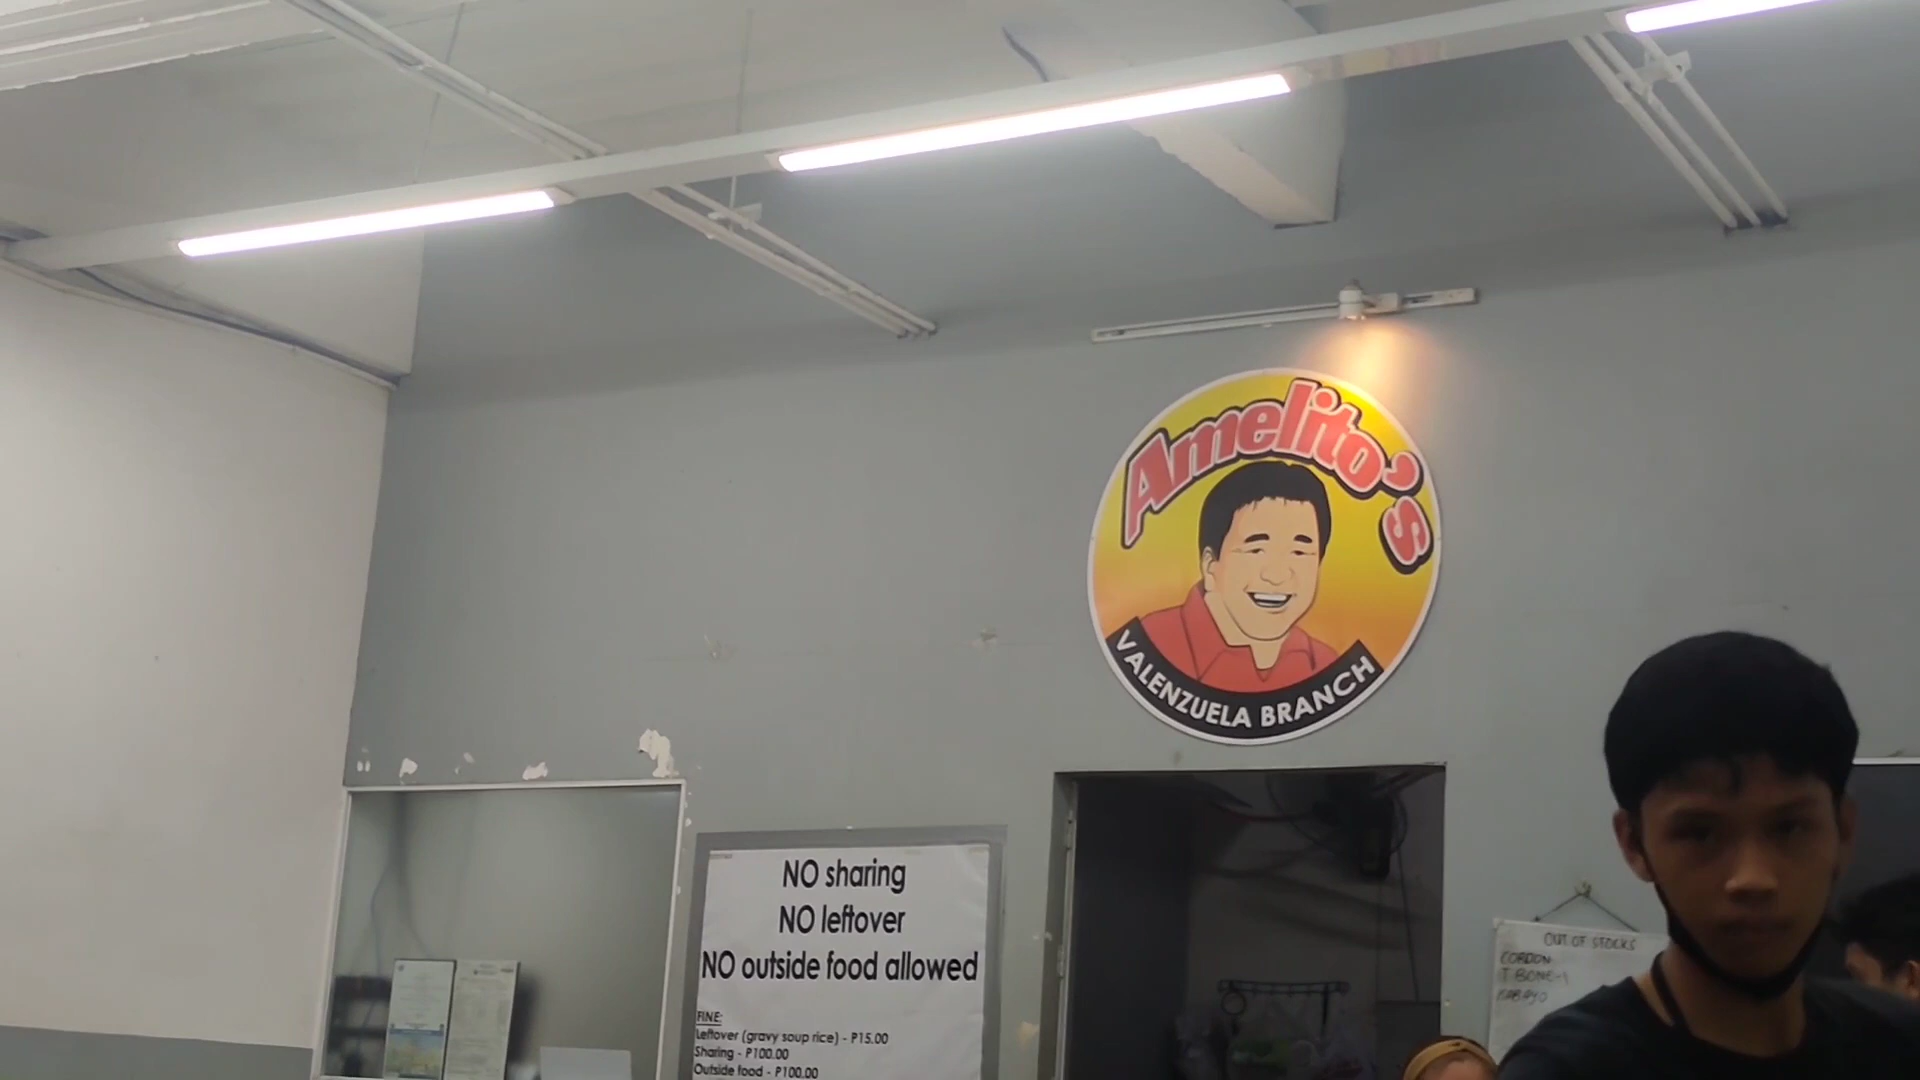 Amelito's
VALENZUELA BRANCH
NO sharing
NO leftover
NO outside food allowed
FINE:
Leftover (gravy soup rice) - P15.00
Sharing - P100.00
Outside food - P100.00
OUT OF STOCKS
CORDON
T BONE-1